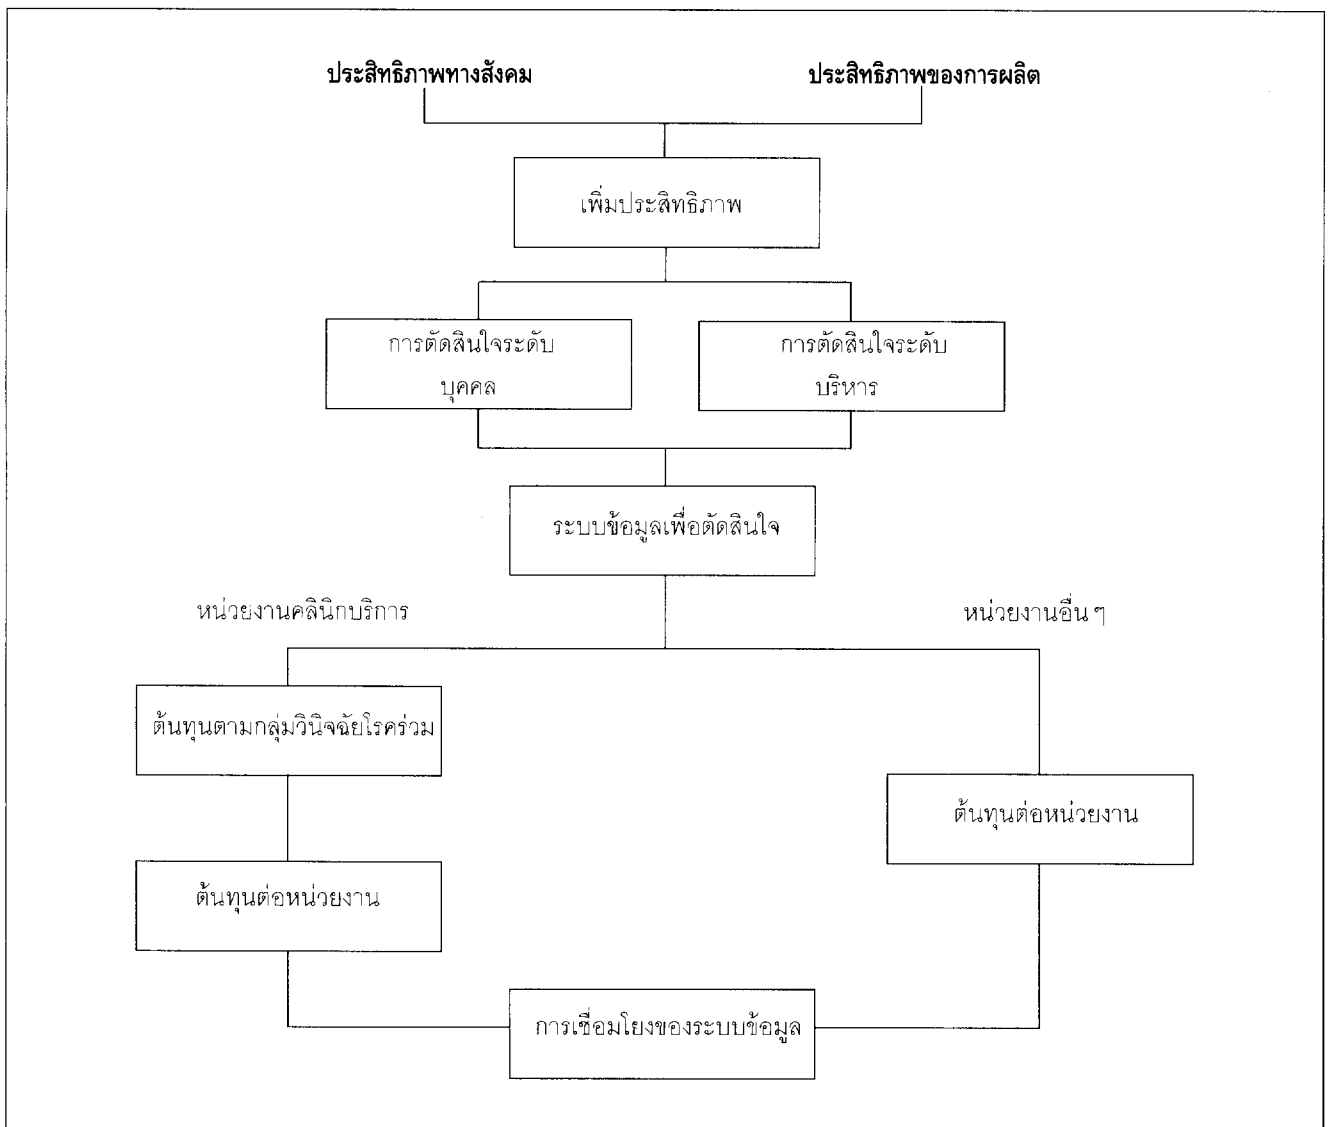 ประสิทธิภาพทางสังคม
ประสิทธิภาพของการผลิต
เพิ่มประสิทธิภาพ
การตัดสินใจระดับ
บุคคล
การตัดสินใจระดับ
บริหาร
ระบบข้อมูลเพื่อตัดสินใจ
หน่วยงานคลินิกบริการ
หน่วยงานอื่น ๆ
ต้นทุนตามกลุ่มวินิจฉัยโรคร่วม
ต้นทุนต่อหน่วยงาน
ต้นทุนต่อหน่วยงาน
การเชื่อมโยงของระบบข้อมูล